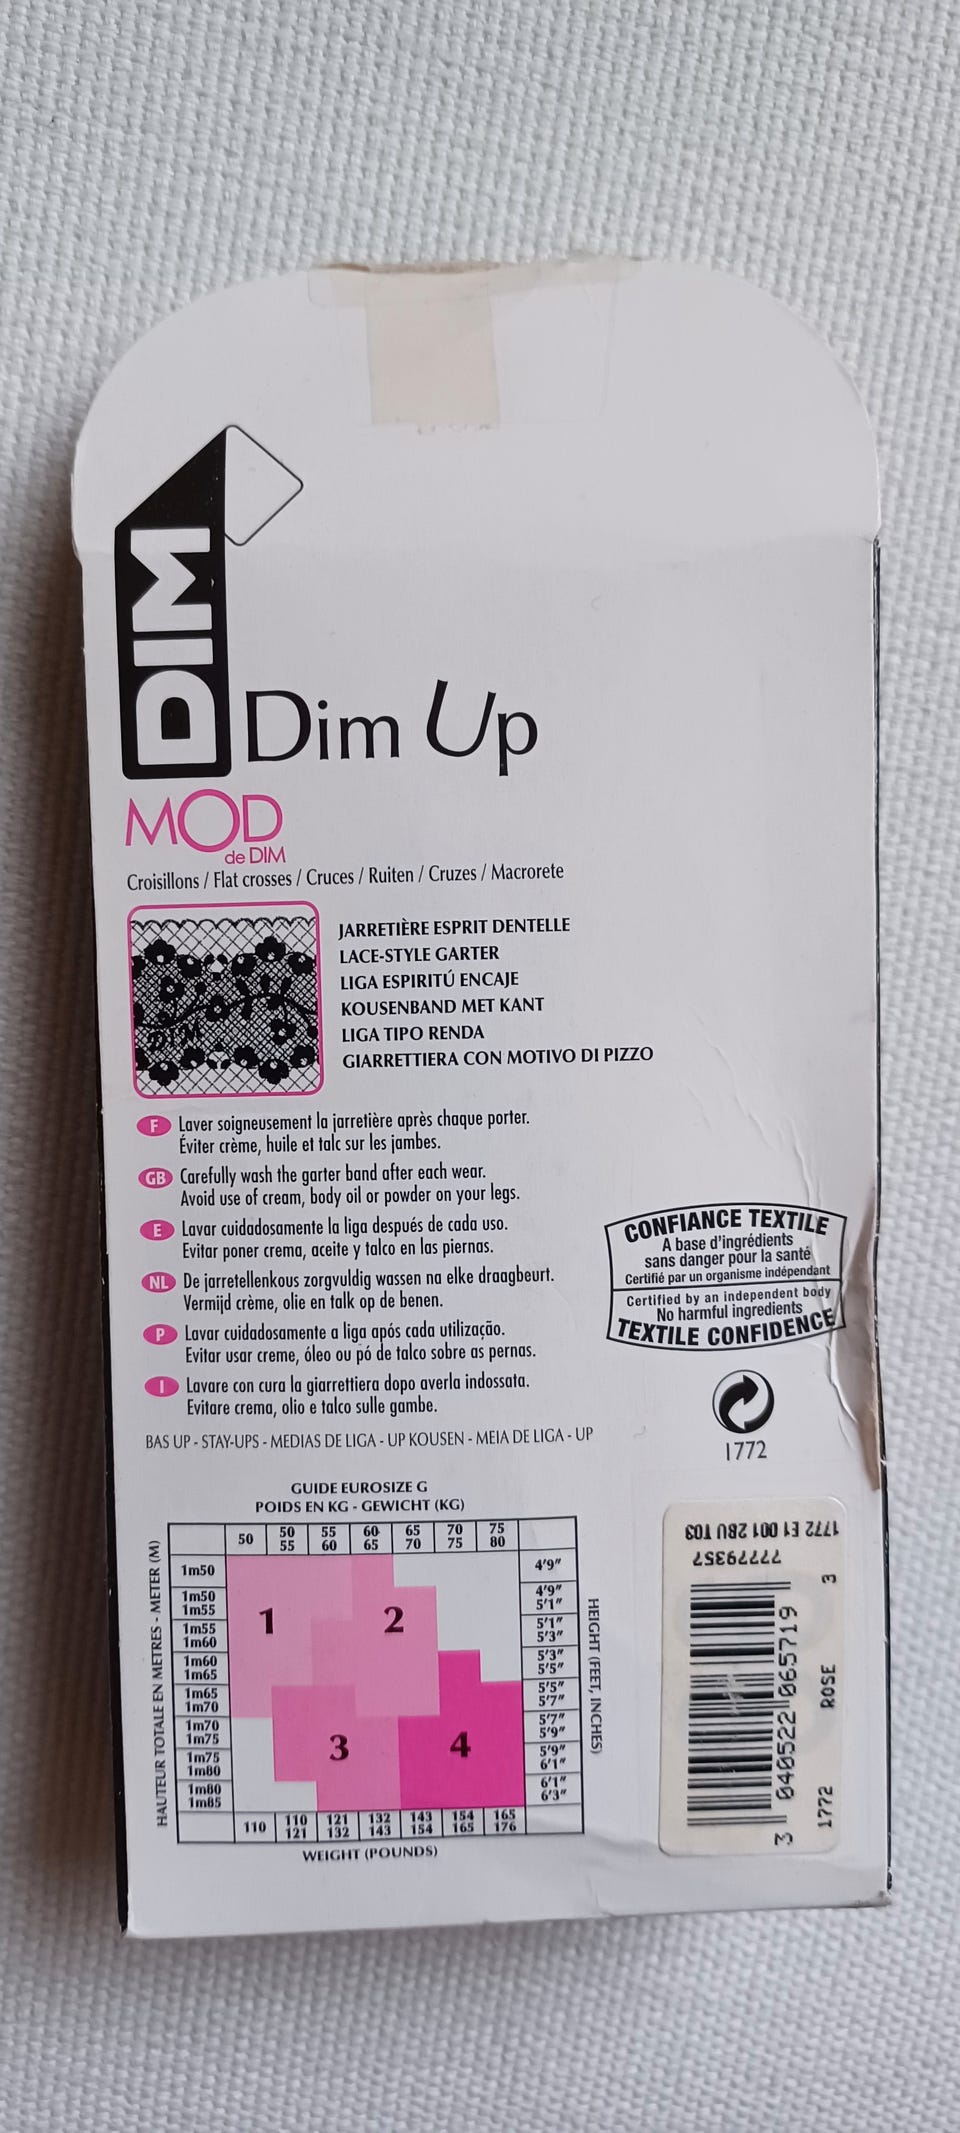 DIM
Dim Up
MOD
de DIM
Croisillons / Flat crosses / Cruces / Ruiten / Cruzes / Macrorete
DIM
JARRETIÈRE ESPRIT DENTELLE
LACE-STYLE GARTER
LIGA ESPIRITÚ ENCAJE
KOUSENBAND MET KANT
LIGA TIPO RENDA
GIARRETTIERA CON MOTIVO DI PIZZO
F Laver soigneusement la jarretière après chaque porter.
Éviter crème, huile et talc sur les jambes.
GB Carefully wash the garter band after each wear.
Avoid use of cream, body oil or powder on your legs.
E Lavar cuidadosamente la liga después de cada uso.
Evitar poner crema, aceite y talco en las piernas.
NL De jarretellenkous zorgvuldig wassen na elke draagbeurt.
Vermijd crème, olie en talk op de benen.
P Lavar cuidadosamente a liga após cada utilização.
Evitar usar creme, óleo ou pó de talco sobre as pernas.
I Lavare con cura la giarrettiera dopo averla indossata.
Evitare crema, olio e talco sulle gambe.
BAS UP - STAY-UPS - MEDIAS DE LIGA - UP KOUSEN - MEIA DE LIGA - UP
CONFIANCE TEXTILE
A base d'ingrédients
sans danger pour la santé
Certifié par un organisme indépendant
Certified by an independent body
No harmful ingredients
TEXTILE CONFIDENCE
1772
GUIDE EUROSIZE G
POIDS EN KG - GEWICHT (KG)
50 50 55 60 65 70 75
55 60 65 70 75 80
HAUTEUR TOTALE EN METRES - METER (M)
1m50 4'9"
1m50 4'9"
1m55 5'1"
1m55 5'1"
1m60 5'3"
1m60 5'3"
1m65 5'5"
1m65 5'5"
1m70 5'7"
1m70 5'7"
1m75 5'9"
1m75 5'9"
1m80 6'1"
1m80 6'1"
1m85 6'3"
1 2
3 4
HEIGHT (FEET, INCHES)
110 110 121 132 143 154 165
121 132 143 154 165 176
WEIGHT (POUNDS)
1772 E1 001 2BU T03
77779357
3 040522 065719
1772 ROSE 3